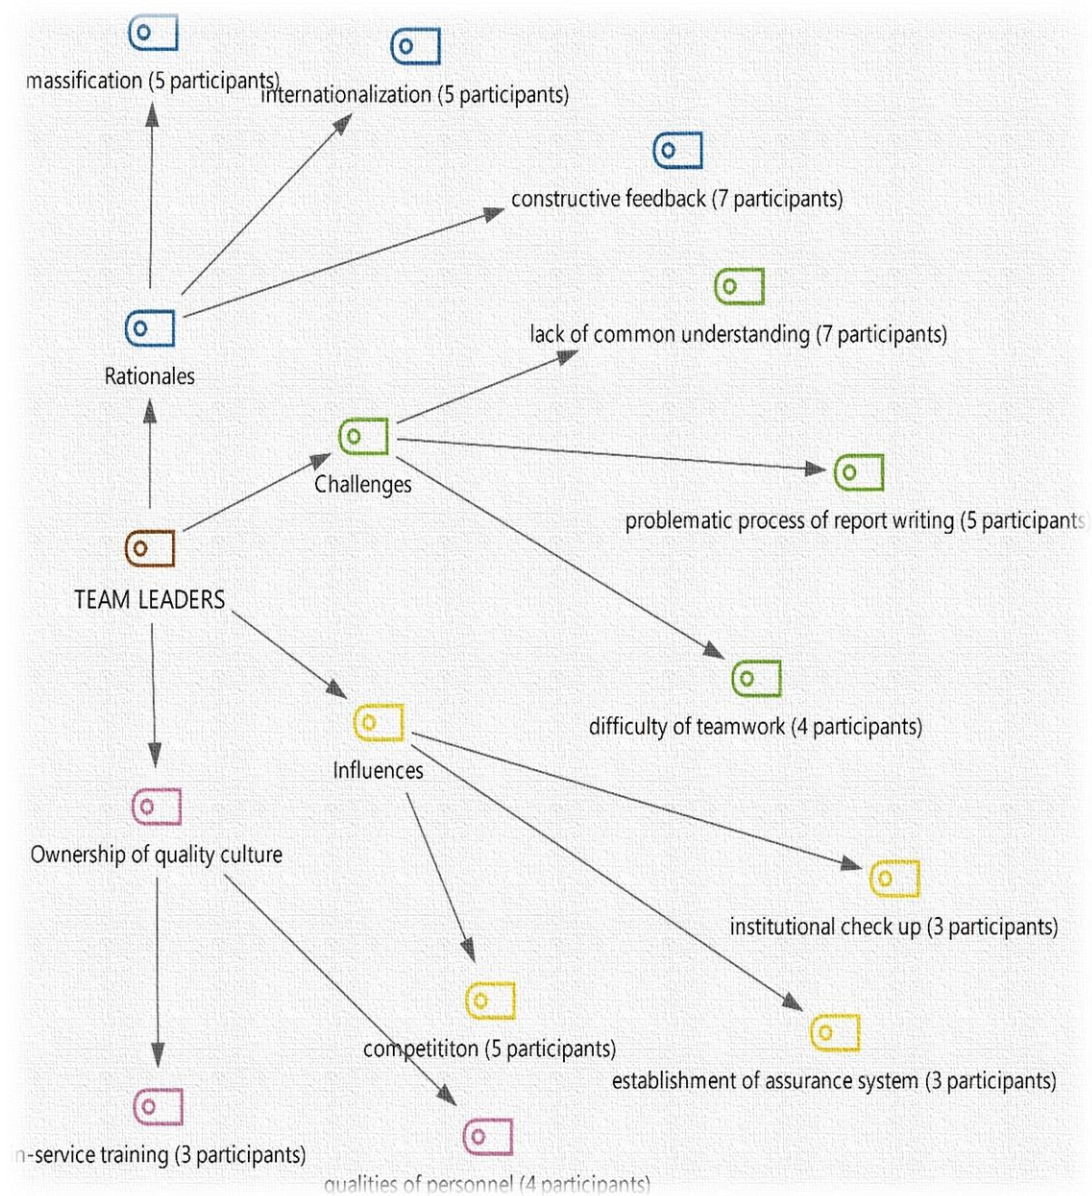 massification (5 participants)
internationalization (5 participants)
constructive feedback (7 participants)
lack of common understanding (7 participants)
Rationales
Challenges
problematic process of report writing (5 participants
TEAM LEADERS
difficulty of teamwork (4 participants)
Influences
Ownership of quality culture
institutional check up (3 participants)
competititon (5 participants)
establishment of assurance system (3 participants)
n-service training (3 participants)
qualities of personnel (4 participants)